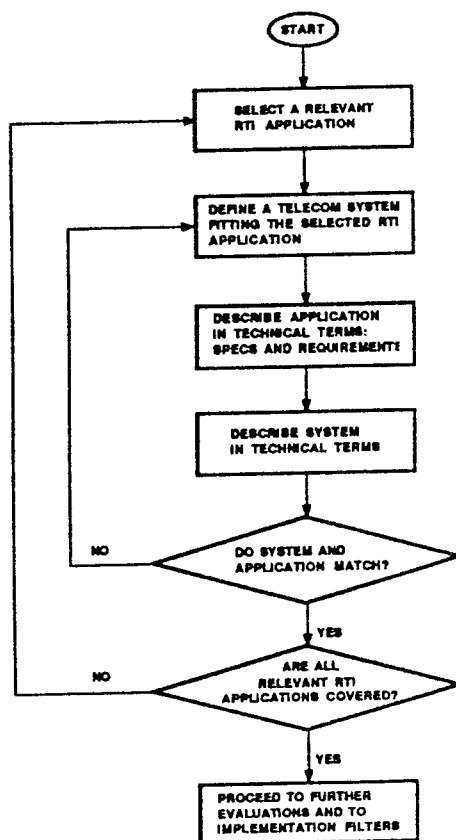 START
SELECT A RELEVANT
RTI APPLICATION
DEFINE A TELECOM SYSTEM
FITTING THE SELECTED RTI
APPLICATION
DESCRIBE APPLICATION
IN TECHNICAL TERMS:
SPECS AND REQUIREMENTS
DESCRIBE SYSTEM
IN TECHNICAL TERMS
NO
DO SYSTEM AND
APPLICATION MATCH?
YES
NO
ARE ALL
RELEVANT RTI
APPLICATIONS COVERED?
YES
PROCEED TO FURTHER
EVALUATIONS AND TO
IMPLEMENTATION FILTERS